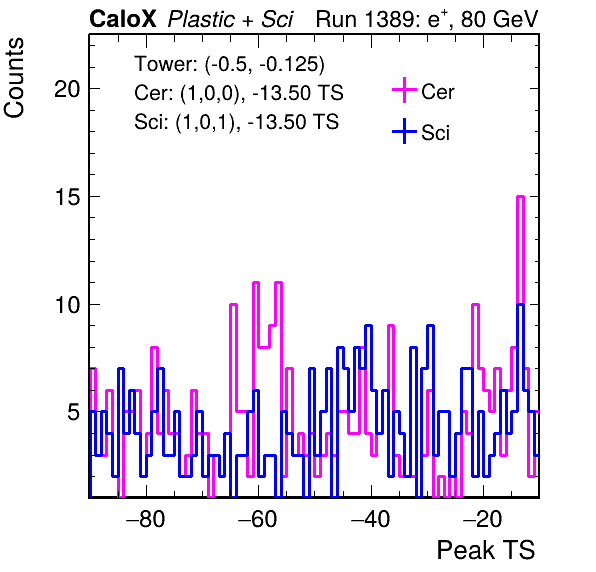 CaloX Plastic + Sci Run 1389: e⁺, 80 GeV
Tower: (-0.5, -0.125)
Cer: (1,0,0), -13.50 TS
Sci: (1,0,1), -13.50 TS
Cer
Sci
Counts
20
15
10
5
−80 −60 −40 −20
Peak TS